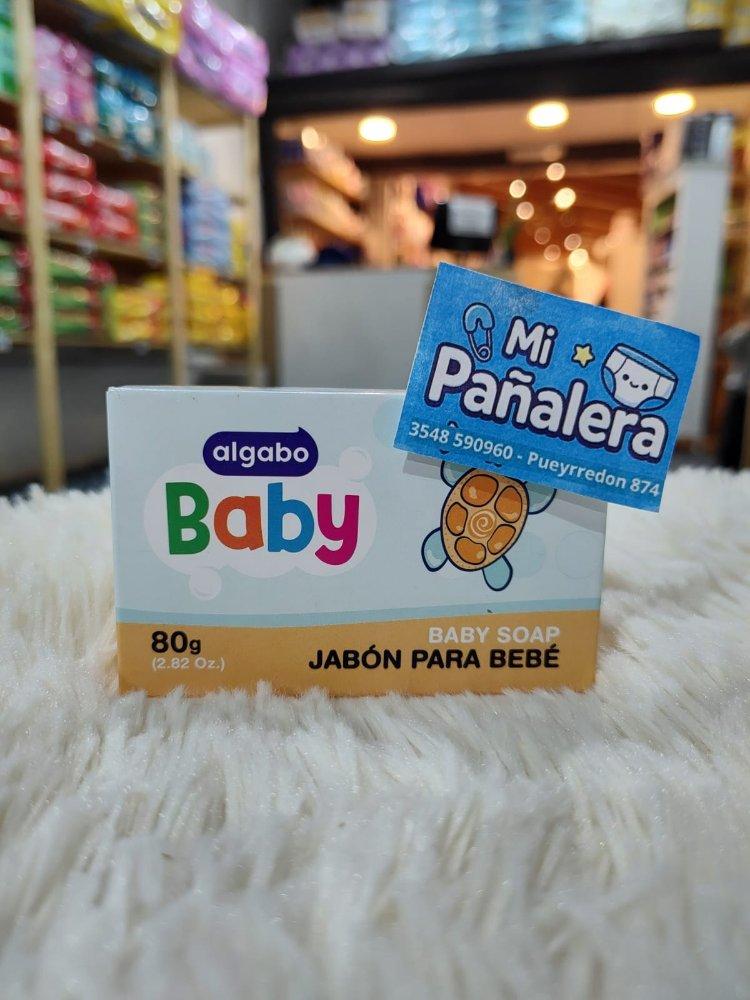 Mi
Pañalera
3548 590960 - Pueyrredon 874
algabo
Baby
80g
(2.82 Oz.)
BABY SOAP
JABÓN PARA BEBÉ